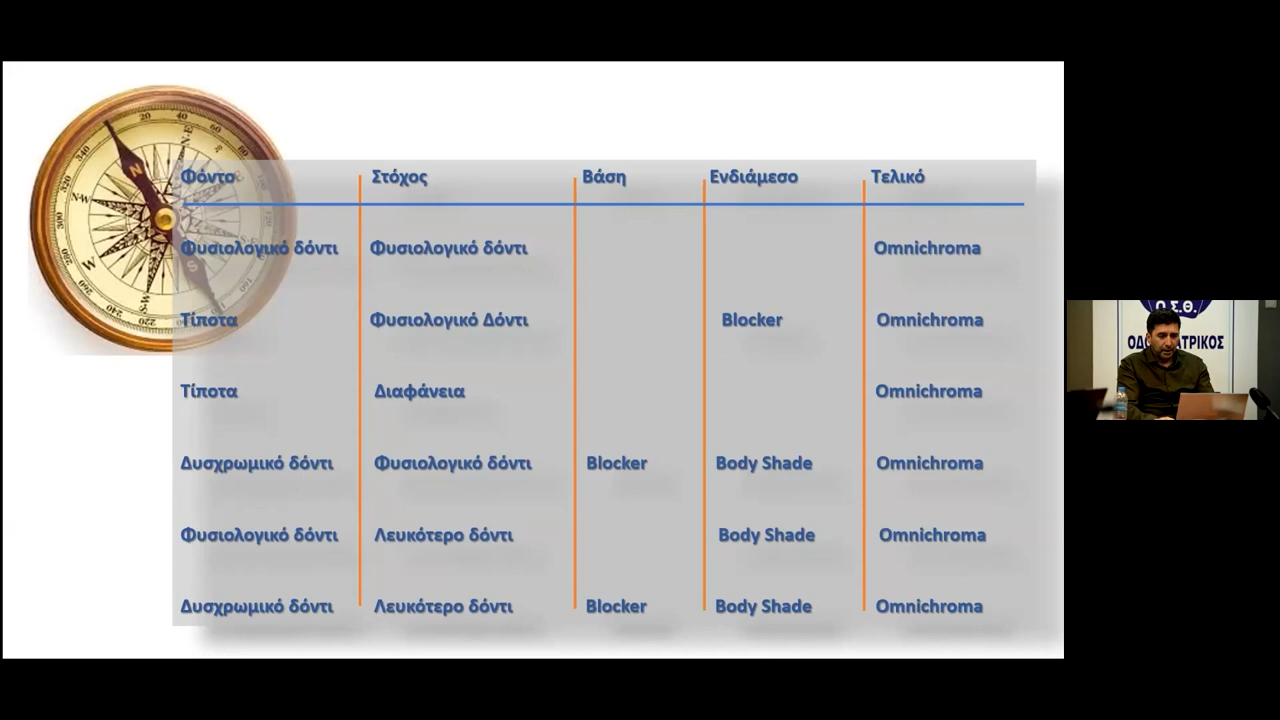 Φόντο Στόχος Βάση Ενδιάμεσο Τελικό
Φυσιολογικό δόντι Φυσιολογικό δόντι Omnichroma
Τίποτα Φυσιολογικό Δόντι Blocker Omnichroma
Τίποτα Διαφάνεια Omnichroma
Δυσχρωμικό δόντι Φυσιολογικό δόντι Blocker Body Shade Omnichroma
Φυσιολογικό δόντι Λευκότερο δόντι Body Shade Omnichroma
Δυσχρωμικό δόντι Λευκότερο δόντι Blocker Body Shade Omnichroma
Ο.Σ.Θ.